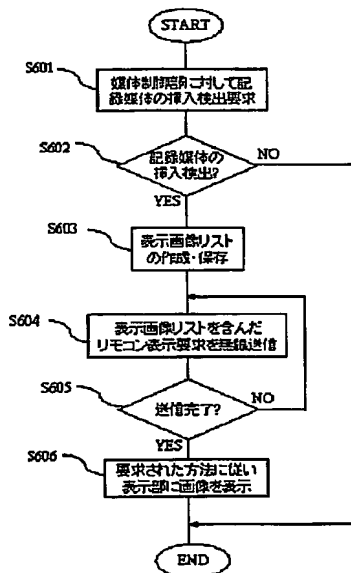 START
S601
媒体制御部に対して記
録媒体の挿入検出要求
S602
記録媒体の
挿入検出?
NO
YES
S603
表示画像リスト
の作成・保存
S604
表示画像リストを含んだ
リモコン表示要求を無線送信
S605
送信完了?
NO
YES
S606
要求された方法に従い
表示部に画像を表示
END